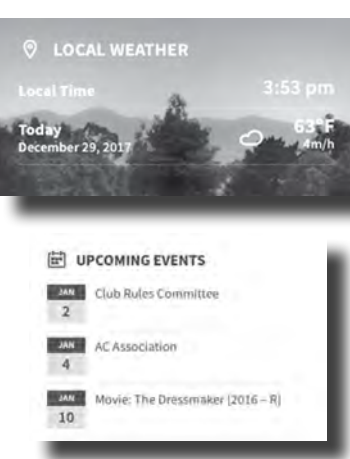 LOCAL WEATHER
Local Time 3:53 pm
Today 63°F
December 29, 2017 4m/h
UPCOMING EVENTS
JAN Club Rules Committee
2
JAN AC Association
4
JAN Movie: The Dressmaker (2016 – R)
10